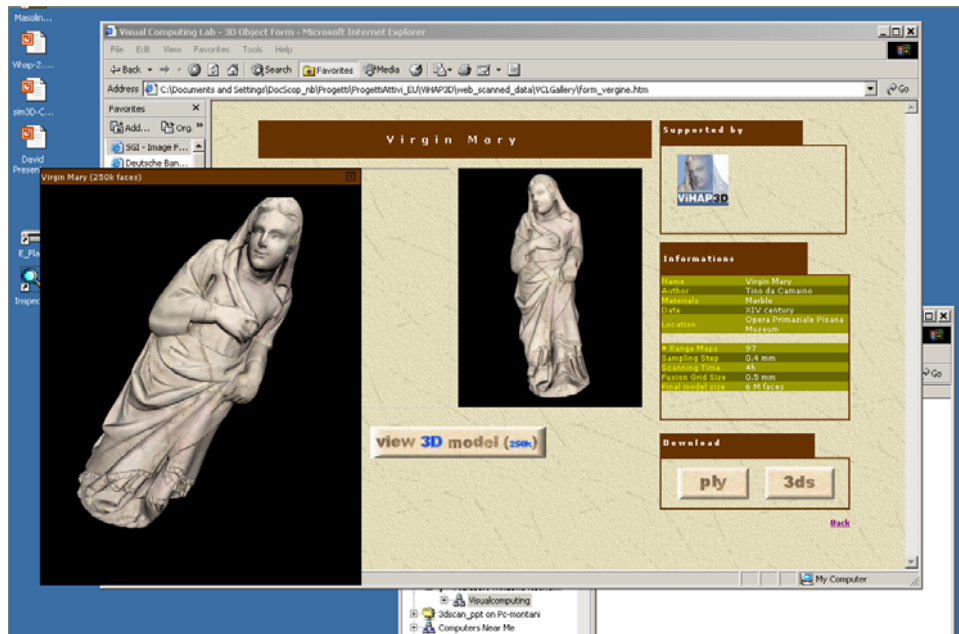 Masolin...
Vihap-2....
sim3D-C...
David
Presen
E_Fla
Inspec
Visual Computing Lab - 3D Object Form - Microsoft Internet Explorer
File Edit View Favorites Tools Help
Back Search Favorites Media
Address C:\Documents and Settings\DocScop_nb\Progetti\ProgettiAttivi_EU\ViHAP3D\web_scanned_data\VCLGallery\form_vergine.htm Go
Favorites
Add... Org. »
SGI - Image F...
Deutsche Ban...
Virgin Mary (250k faces)
Virgin Mary
view 3D model (250k)
Supported by
ViHAP3D
Informations
Name Virgin Mary
Author Tino da Camaino
Materials Marble
Date XIV century
Location Opera Primaziale Pisana
Museum
# Range Maps 97
Sampling Step 0.4 mm
Scanning Time 4h
Fusion Grid Size 0.5 mm
Final model size 6 M faces
Download
ply 3ds
Back
My Computer
Go
Visualcomputing
3dscan_ppt on Pc-montani
Computers Near Me